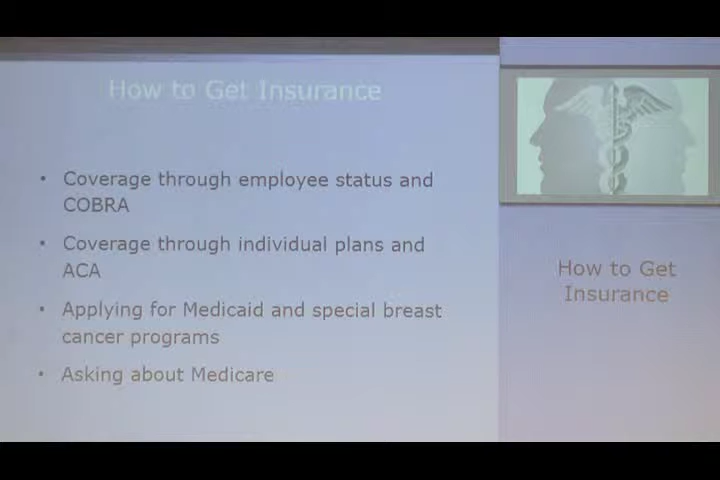 How to Get Insurance
• Coverage through employee status and
COBRA
• Coverage through individual plans and
ACA
• Applying for Medicaid and special breast
cancer programs
• Asking about Medicare
How to Get
Insurance